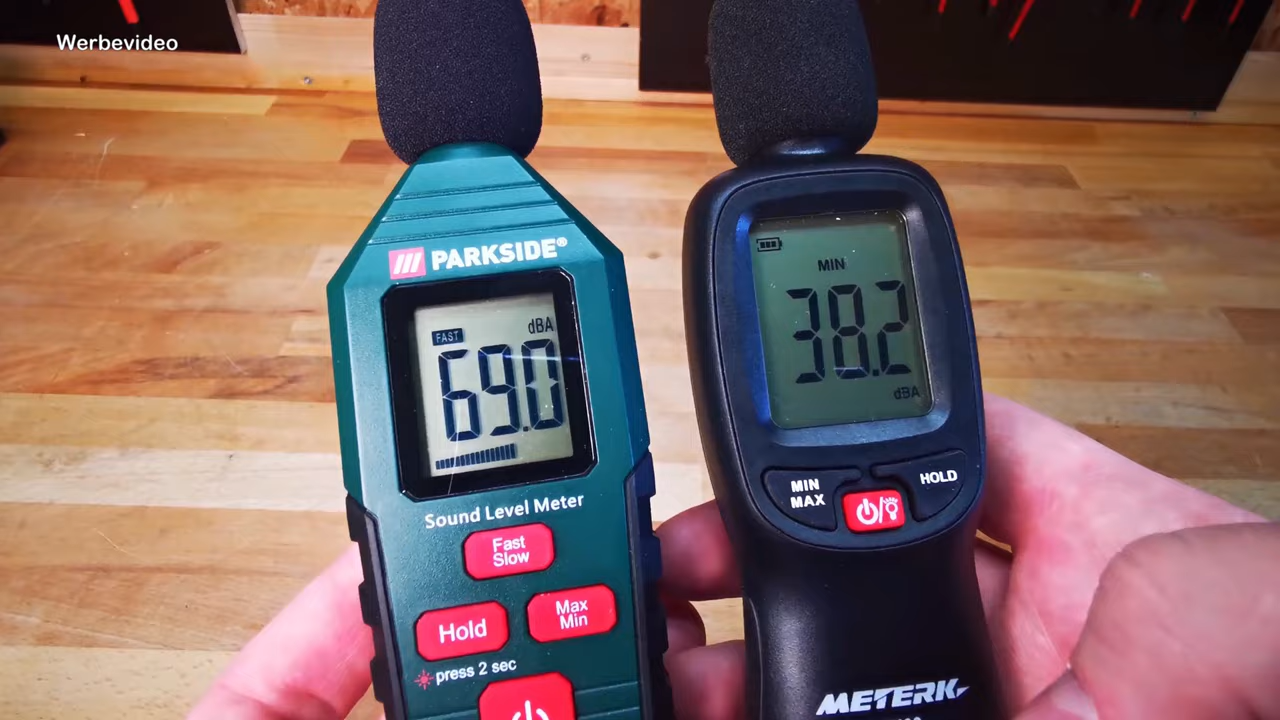 Werbevideo
PARKSIDE®
FAST
dBA
69.0
Sound Level Meter
Fast
Slow
Hold
Max
Min
press 2 sec
MIN
38.2
dBA
MIN
MAX
HOLD
METERK